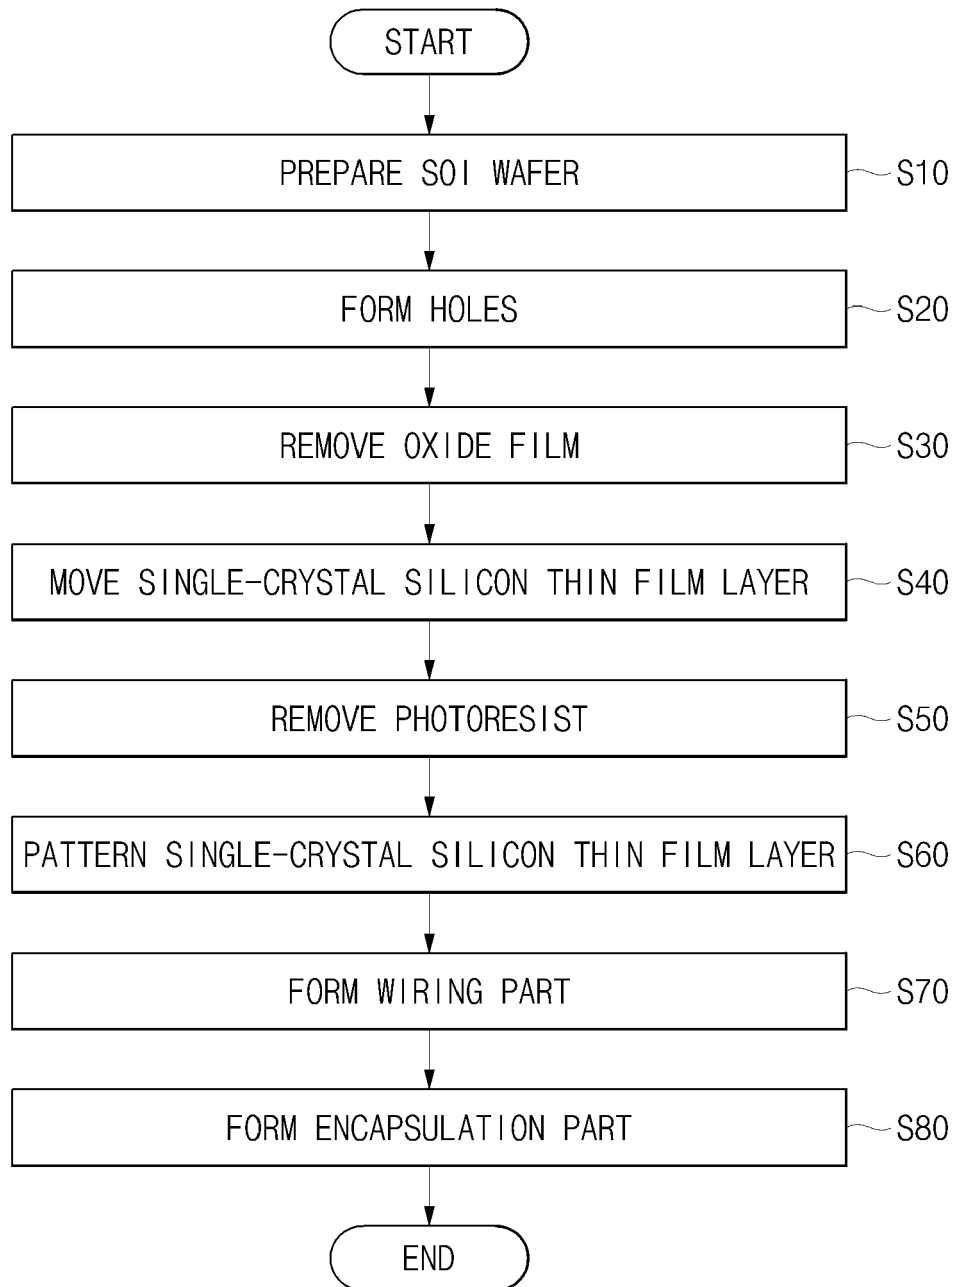 START
PREPARE SOI WAFER
S10
FORM HOLES
S20
REMOVE OXIDE FILM
S30
MOVE SINGLE-CRYSTAL SILICON THIN FILM LAYER
S40
REMOVE PHOTORESIST
S50
PATTERN SINGLE-CRYSTAL SILICON THIN FILM LAYER
S60
FORM WIRING PART
S70
FORM ENCAPSULATION PART
S80
END